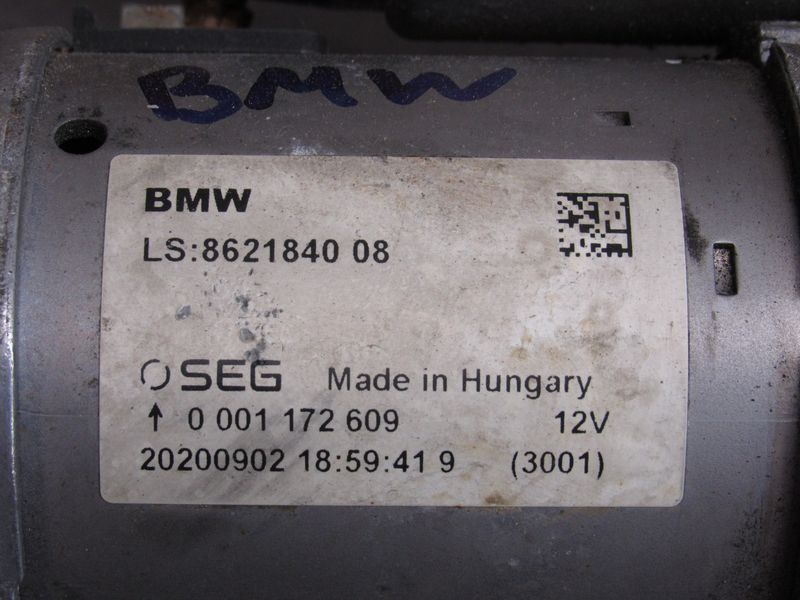 BMW
BMW
LS:8621840 08
SEG Made in Hungary
↑ 0 001 172 609 12V
20200902 18:59:41 9 (3001)